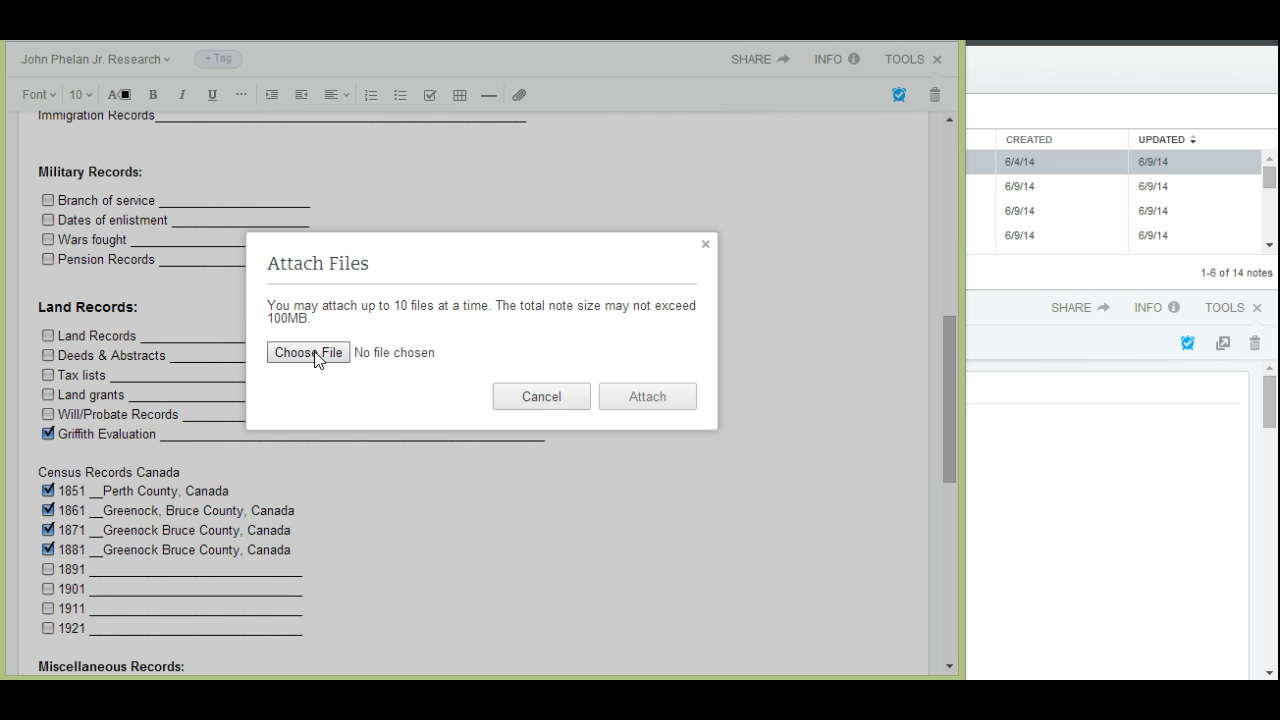 John Phelan Jr. Research
+ Tag
SHARE
INFO
TOOLS
Font
10
A
B
I
U
Immigration Records
CREATED
UPDATED
6/4/14
6/9/14
6/9/14
6/9/14
6/9/14
6/9/14
6/9/14
6/9/14
1-6 of 14 notes
SHARE
INFO
TOOLS
Military Records:
Branch of service
Dates of enlistment
Wars fought
Pension Records
Land Records:
Land Records
Deeds & Abstracts
Tax lists
Land grants
Will/Probate Records
Griffith Evaluation
Attach Files
You may attach up to 10 files at a time. The total note size may not exceed
100MB.
Choose File No file chosen
Cancel
Attach
Census Records Canada
1851 __Perth County, Canada
1861 __Greenock, Bruce County, Canada
1871 __Greenock Bruce County, Canada
1881 __Greenock Bruce County, Canada
1891
1901
1911
1921
Miscellaneous Records: